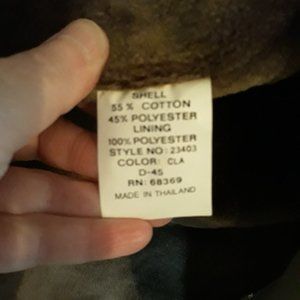 SHELL
55% COTTON
45% POLYESTER
LINING
100% POLYESTER
STYLE NO: 23403
COLOR: CLA
D-45
RN: 68369
MADE IN THAILAND